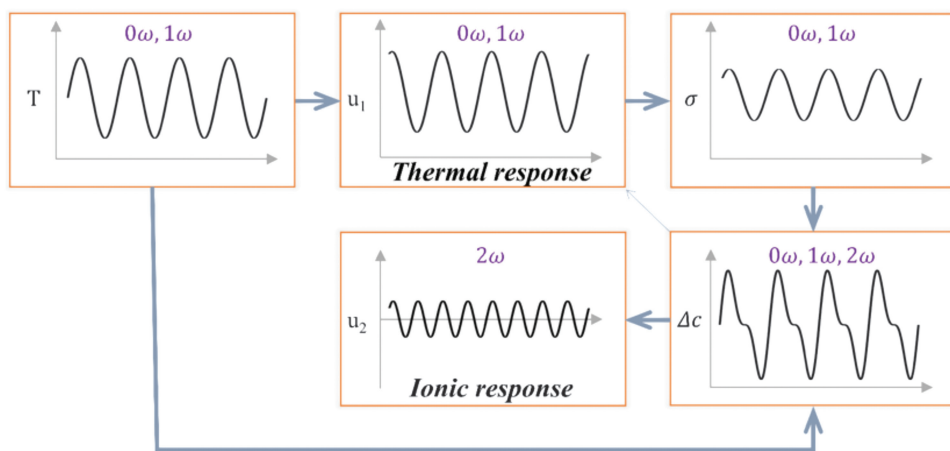 0ω, 1ω
T
0ω, 1ω
u₁
Thermal response
0ω, 1ω
σ
2ω
u₂
Ionic response
0ω, 1ω, 2ω
Δc